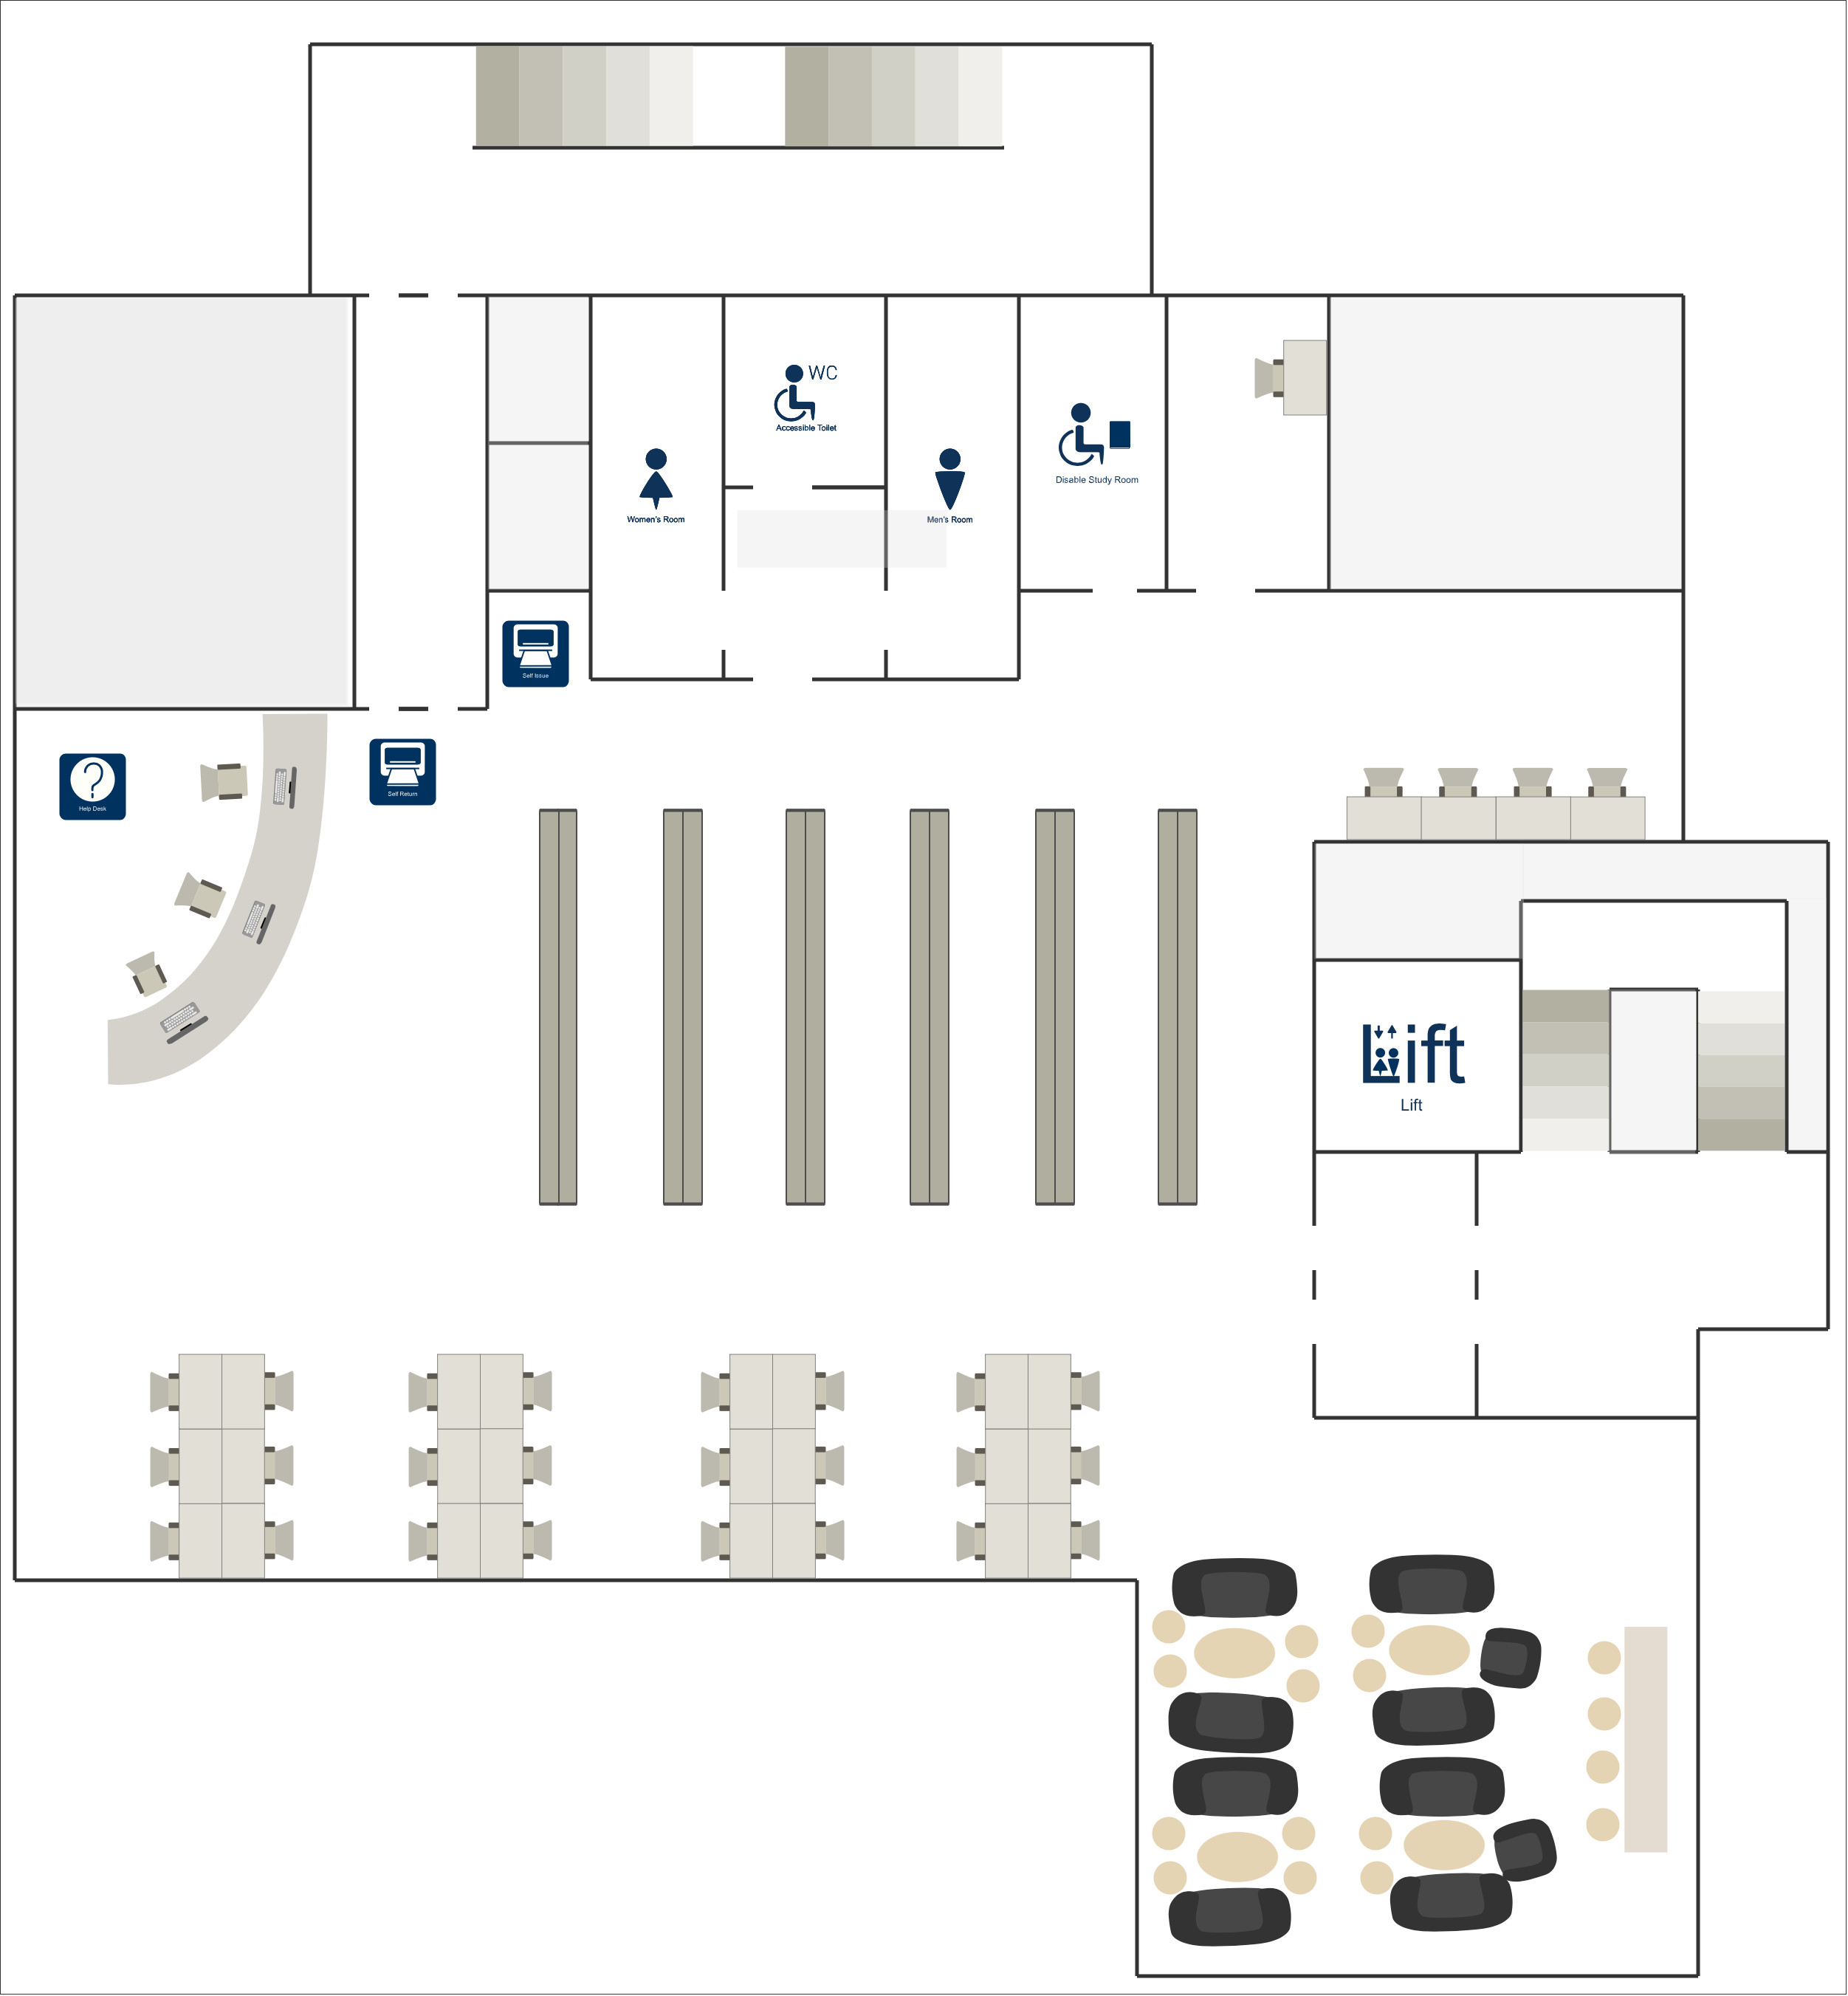 WC
Accessible Toilet
Disable Study Room
Women's Room
Men's Room
Self Issue
Help Desk
Self Return
Lift
Lift